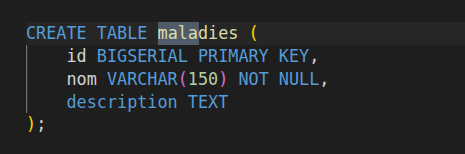 CREATE TABLE maladies (
    id BIGSERIAL PRIMARY KEY,
    nom VARCHAR(150) NOT NULL,
    description TEXT
);